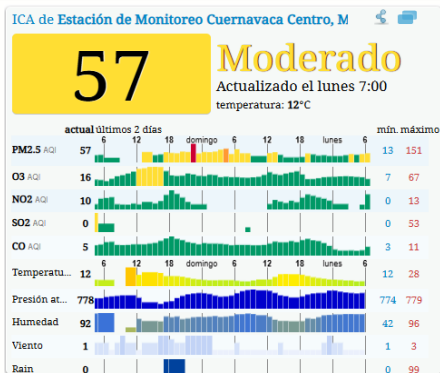 ICA de Estación de Monitoreo Cuernavaca Centro, M
57
Moderado
Actualizado el lunes 7:00
temperatura: 12°C
actual últimos 2 días mín. máximo
6 12 18 domingo 6 12 18 lunes 6
PM2.5 AQI 57 13 151
O3 AQI 16 7 67
NO2 AQI 10 0 13
SO2 AQI 0 0 53
CO AQI 5 3 11
6 12 18 domingo 6 12 18 lunes 6
Temperatu... 12 12 28
Presión at... 778 774 779
Humedad 92 42 96
Viento 1 1 3
Rain 0 0 99